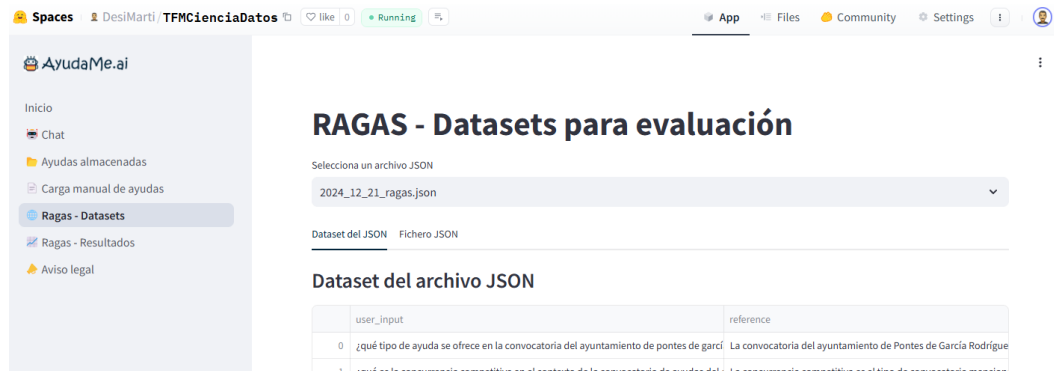 Spaces DesiMarti/TFMCienciaDatos like 0 Running App Files Community Settings
AyudaMe.ai
Inicio
Chat
Ayudas almacenadas
Carga manual de ayudas
Ragas - Datasets
Ragas - Resultados
Aviso legal
RAGAS - Datasets para evaluación
Selecciona un archivo JSON
2024_12_21_ragas.json
Dataset del JSON Fichero JSON
Dataset del archivo JSON
user_input reference
0 ¿qué tipo de ayuda se ofrece en la convocatoria del ayuntamiento de pontes de garcí La convocatoria del ayuntamiento de Pontes de García Rodrígue